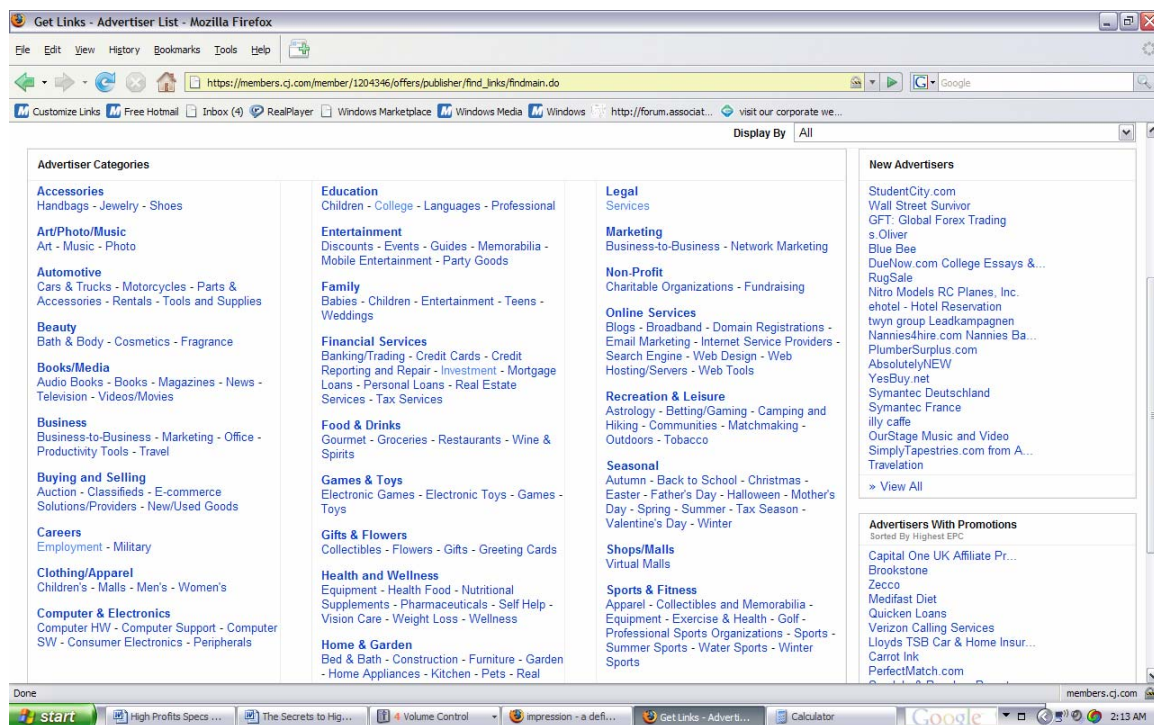 Get Links - Advertiser List - Mozilla Firefox
File Edit View History Bookmarks Tools Help
https://members.cj.com/member/1204346/offers/publisher/find_links/findmain.do
Google
Customize Links Free Hotmail Inbox (4) RealPlayer Windows Marketplace Windows Media Windows http://forum.associat... visit our corporate we...
Display By All
Advertiser Categories
Accessories
Handbags - Jewelry - Shoes
Art/Photo/Music
Art - Music - Photo
Automotive
Cars & Trucks - Motorcycles - Parts &
Accessories - Rentals - Tools and Supplies
Beauty
Bath & Body - Cosmetics - Fragrance
Books/Media
Audio Books - Books - Magazines - News -
Television - Videos/Movies
Business
Business-to-Business - Marketing - Office -
Productivity Tools - Travel
Buying and Selling
Auction - Classifieds - E-commerce
Solutions/Providers - New/Used Goods
Careers
Employment - Military
Clothing/Apparel
Children's - Malls - Men's - Women's
Computer & Electronics
Computer HW - Computer Support - Computer
SW - Consumer Electronics - Peripherals
Education
Children - College - Languages - Professional
Entertainment
Discounts - Events - Guides - Memorabilia -
Mobile Entertainment - Party Goods
Family
Babies - Children - Entertainment - Teens -
Weddings
Financial Services
Banking/Trading - Credit Cards - Credit
Reporting and Repair - Investment - Mortgage
Loans - Personal Loans - Real Estate
Services - Tax Services
Food & Drinks
Gourmet - Groceries - Restaurants - Wine &
Spirits
Games & Toys
Electronic Games - Electronic Toys - Games -
Toys
Gifts & Flowers
Collectibles - Flowers - Gifts - Greeting Cards
Health and Wellness
Equipment - Health Food - Nutritional
Supplements - Pharmaceuticals - Self Help -
Vision Care - Weight Loss - Wellness
Home & Garden
Bed & Bath - Construction - Furniture - Garden
- Home Appliances - Kitchen - Pets - Real
Legal
Services
Marketing
Business-to-Business - Network Marketing
Non-Profit
Charitable Organizations - Fundraising
Online Services
Blogs - Broadband - Domain Registrations -
Email Marketing - Internet Service Providers -
Search Engine - Web Design - Web
Hosting/Servers - Web Tools
Recreation & Leisure
Astrology - Betting/Gaming - Camping and
Hiking - Communities - Matchmaking -
Outdoors - Tobacco
Seasonal
Autumn - Back to School - Christmas -
Easter - Father's Day - Halloween - Mother's
Day - Spring - Summer - Tax Season -
Valentine's Day - Winter
Shops/Malls
Virtual Malls
Sports & Fitness
Apparel - Collectibles and Memorabilia -
Equipment - Exercise & Health - Golf -
Professional Sports Organizations - Sports -
Summer Sports - Water Sports - Winter
Sports
New Advertisers
StudentCity.com
Wall Street Survivor
GFT: Global Forex Trading
s.Oliver
Blue Bee
DueNow.com College Essays &...
RugSale
Nitro Models RC Planes, Inc.
ehotel - Hotel Reservation
twyn group Leadkampagnen
Nannies4hire.com Nannies Ba...
PlumberSurplus.com
AbsolutelyNEW
YesBuy.net
Symantec Deutschland
Symantec France
illy caffe
OurStage Music and Video
SimplyTapestries.com from A...
Travelation
» View All
Advertisers With Promotions
Sorted By Highest EPC
Capital One UK Affiliate Pr...
Brookstone
Zecco
Medifast Diet
Quicken Loans
Verizon Calling Services
Lloyds TSB Car & Home Insur...
Carrot Ink
PerfectMatch.com
Done members.cj.com
start High Profits Specs ... The Secrets to Hig... 4 Volume Control impression - a defi... Get Links - Adverti... Calculator Google 2:13 AM